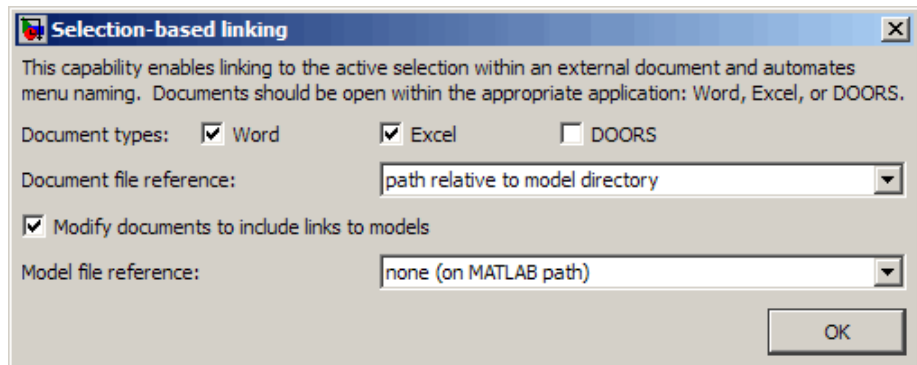 Selection-based linking
This capability enables linking to the active selection within an external document and automates
menu naming. Documents should be open within the appropriate application: Word, Excel, or DOORS.
Document types: Word Excel DOORS
Document file reference: path relative to model directory
Modify documents to include links to models
Model file reference: none (on MATLAB path)
OK